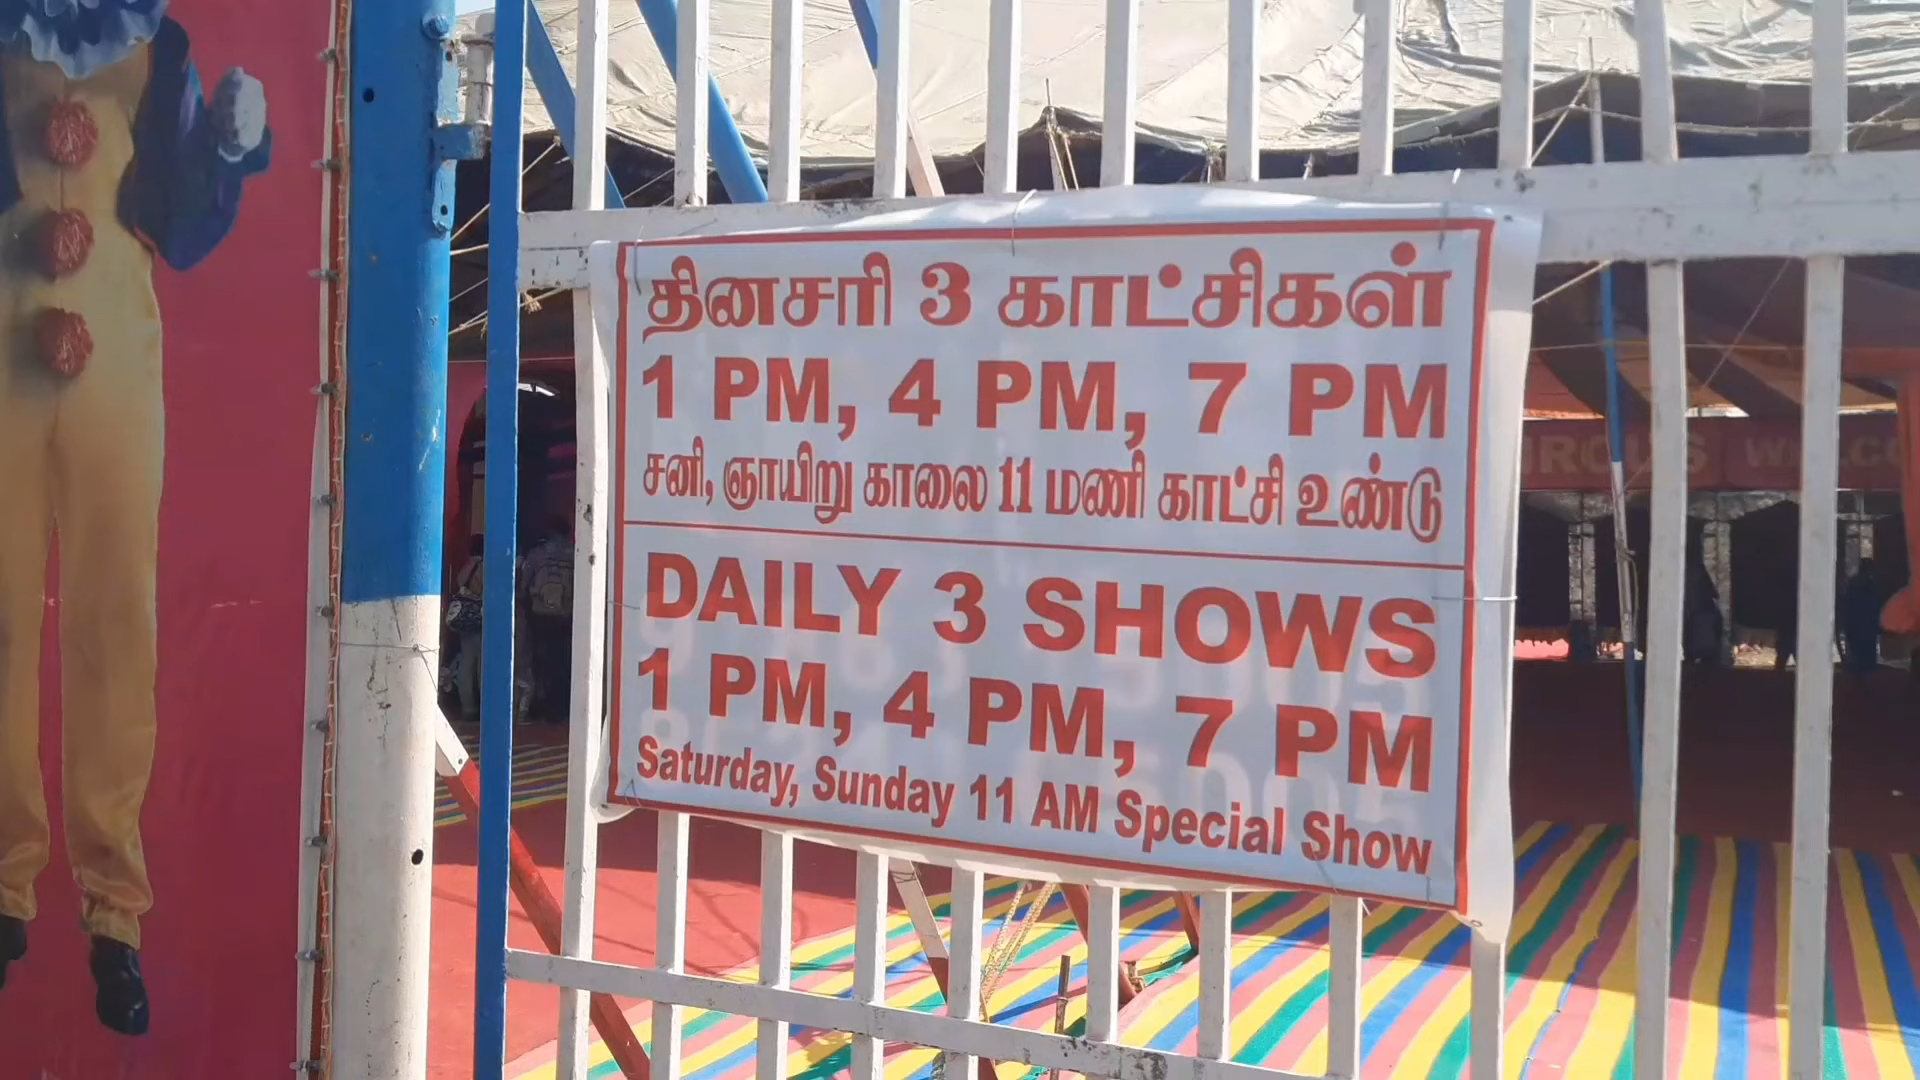 தினசரி 3 காட்சிகள்
1 PM, 4 PM, 7 PM
சனி, ஞாயிறு காலை 11 மணி காட்சி உண்டு
DAILY 3 SHOWS
1 PM, 4 PM, 7 PM
Saturday, Sunday 11 AM Special Show